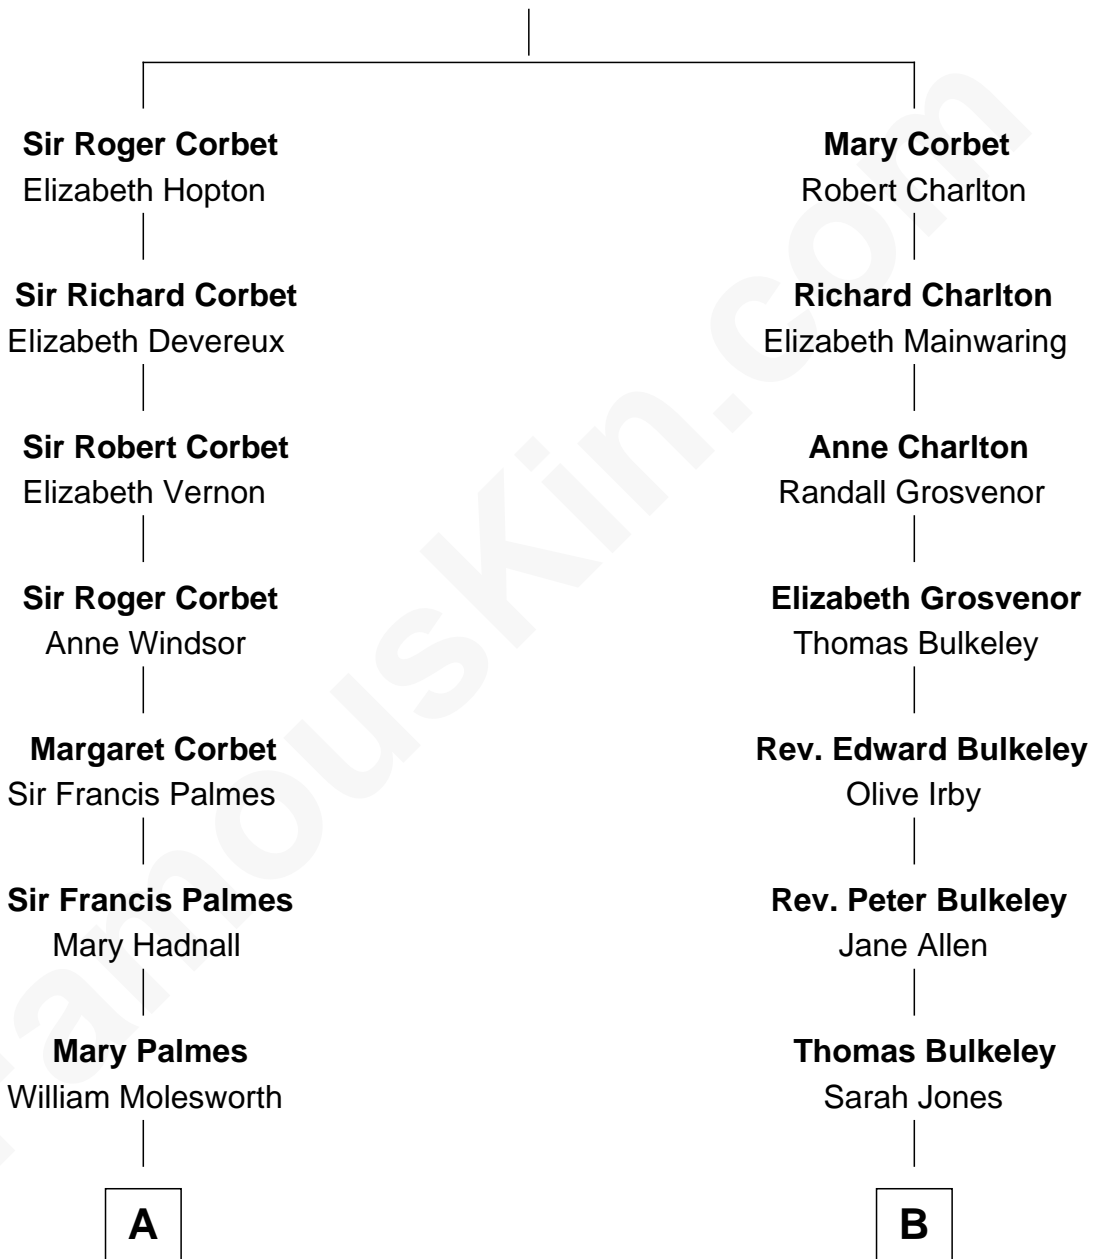 Sir Roger Corbet
Elizabeth Hopton
Sir Richard Corbet
Elizabeth Devereux
Sir Robert Corbet
Elizabeth Vernon
Sir Roger Corbet
Anne Windsor
Margaret Corbet
Sir Francis Palmes
Sir Francis Palmes
Mary Hadnall
Mary Palmes
William Molesworth
A
Mary Corbet
Robert Charlton
Richard Charlton
Elizabeth Mainwaring
Anne Charlton
Randall Grosvenor
Elizabeth Grosvenor
Thomas Bulkeley
Rev. Edward Bulkeley
Olive Irby
Rev. Peter Bulkeley
Jane Allen
Thomas Bulkeley
Sarah Jones
B
FamousKin.com